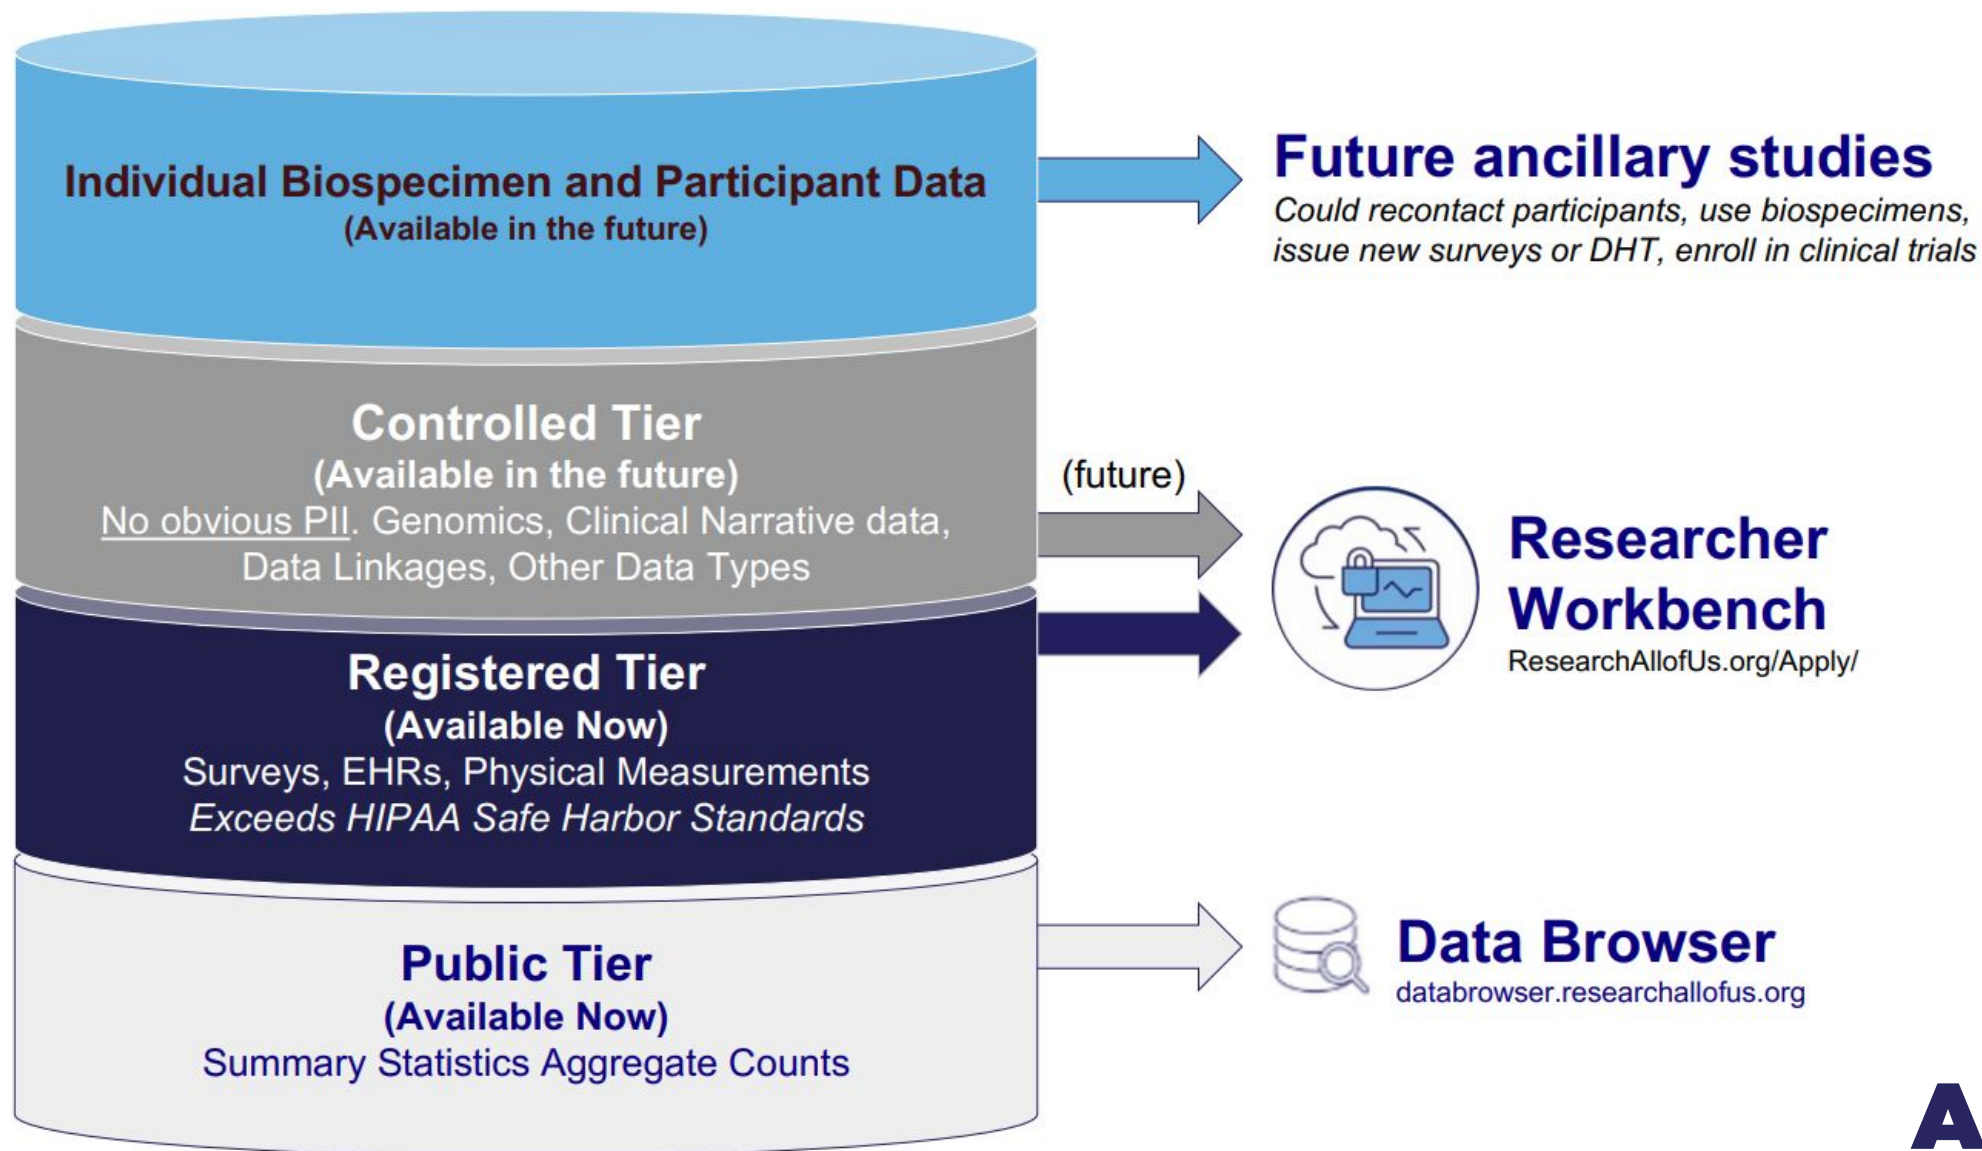 Individual Biospecimen and Participant Data
(Available in the future)
Future ancillary studies
Could recontact participants, use biospecimens,
issue new surveys or DHT, enroll in clinical trials
Controlled Tier
(Available in the future)
No obvious PII. Genomics, Clinical Narrative data,
Data Linkages, Other Data Types
(future)
Researcher
Workbench
ResearchAllofUs.org/Apply/
Registered Tier
(Available Now)
Surveys, EHRs, Physical Measurements
Exceeds HIPAA Safe Harbor Standards
Public Tier
(Available Now)
Summary Statistics Aggregate Counts
Data Browser
databrowser.researchallofus.org
A